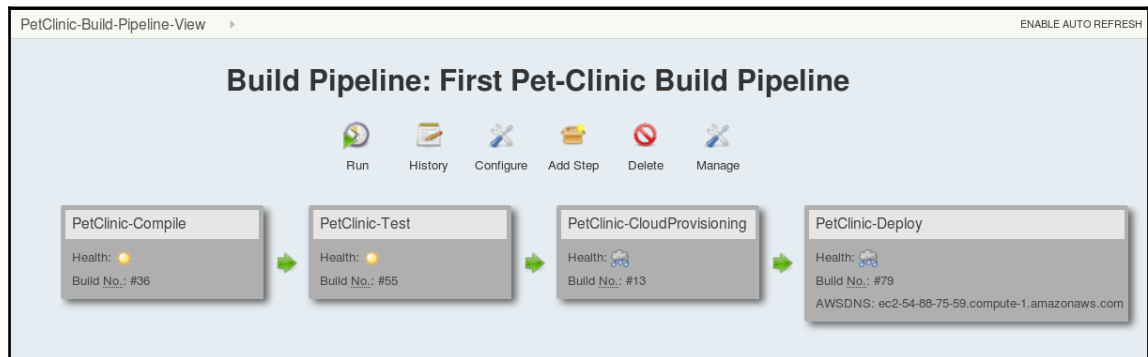 PetClinic-Build-Pipeline-View
ENABLE AUTO REFRESH
Build Pipeline: First Pet-Clinic Build Pipeline
Run History Configure Add Step Delete Manage
PetClinic-Compile
Health:
Build No.: #36
PetClinic-Test
Health:
Build No.: #55
PetClinic-CloudProvisioning
Health:
Build No.: #13
PetClinic-Deploy
Health:
Build No.: #79
AWSDNS: ec2-54-88-75-59.compute-1.amazonaws.com